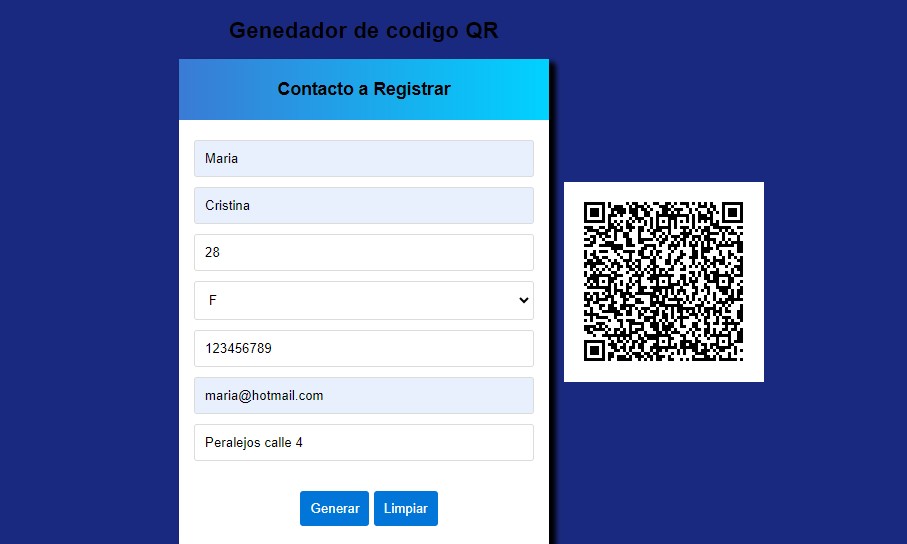 Genedador de codigo QR
Contacto a Registrar
Maria
Cristina
28
F
123456789
maria@hotmail.com
Peralejos calle 4
Generar Limpiar